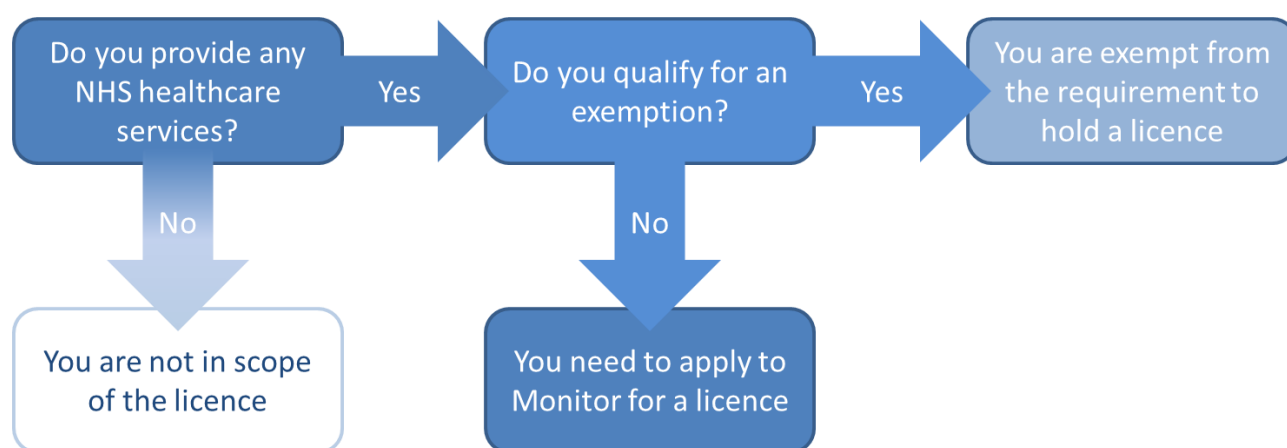 Do you provide any
NHS healthcare
services?
Yes
Do you qualify for an
exemption?
Yes
You are exempt from
the requirement to
hold a licence
No
No
You are not in scope
of the licence
You need to apply to
Monitor for a licence